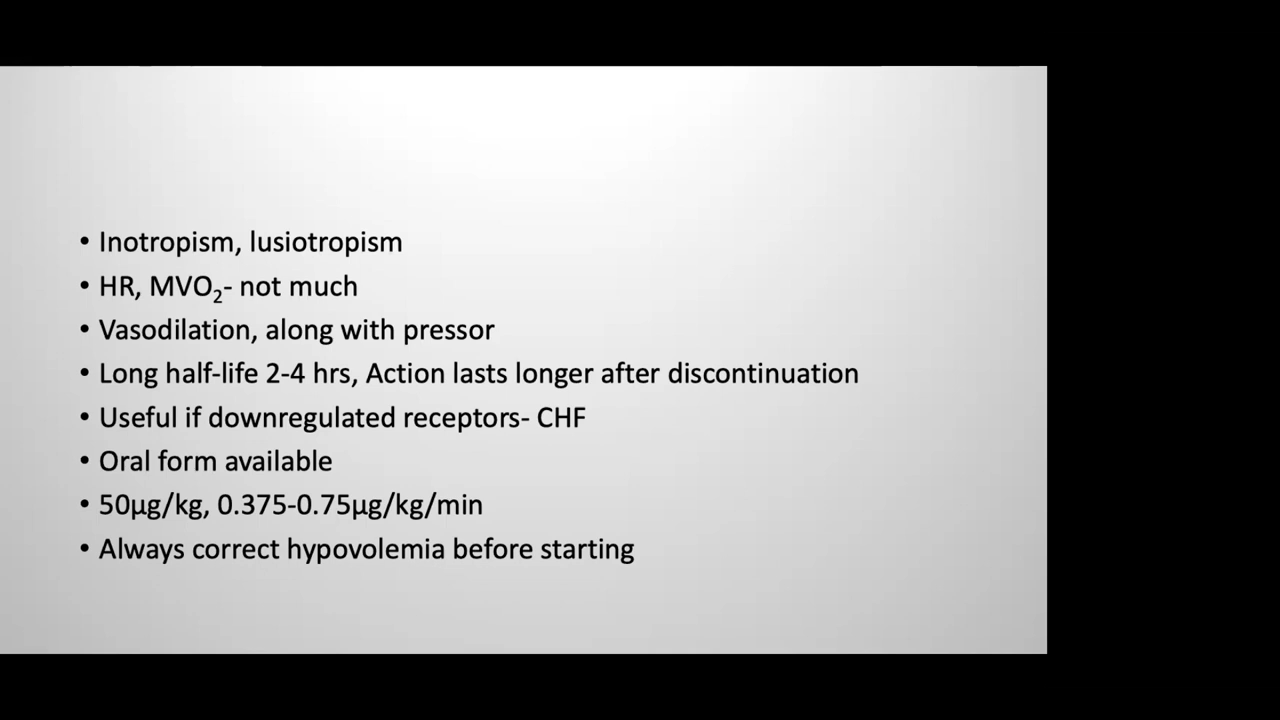 • Inotropism, lusiotropism
• HR, MVO₂- not much
• Vasodilation, along with pressor
• Long half-life 2-4 hrs, Action lasts longer after discontinuation
• Useful if downregulated receptors- CHF
• Oral form available
• 50µg/kg, 0.375-0.75µg/kg/min
• Always correct hypovolemia before starting